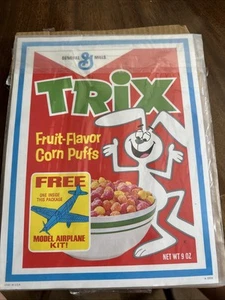 GENERAL G MILLS
TRIX
Fruit-Flavor
Corn Puffs
FREE
ONE INSIDE
THIS PACKAGE
MODEL AIRPLANE
KIT!
NET WT 9 OZ